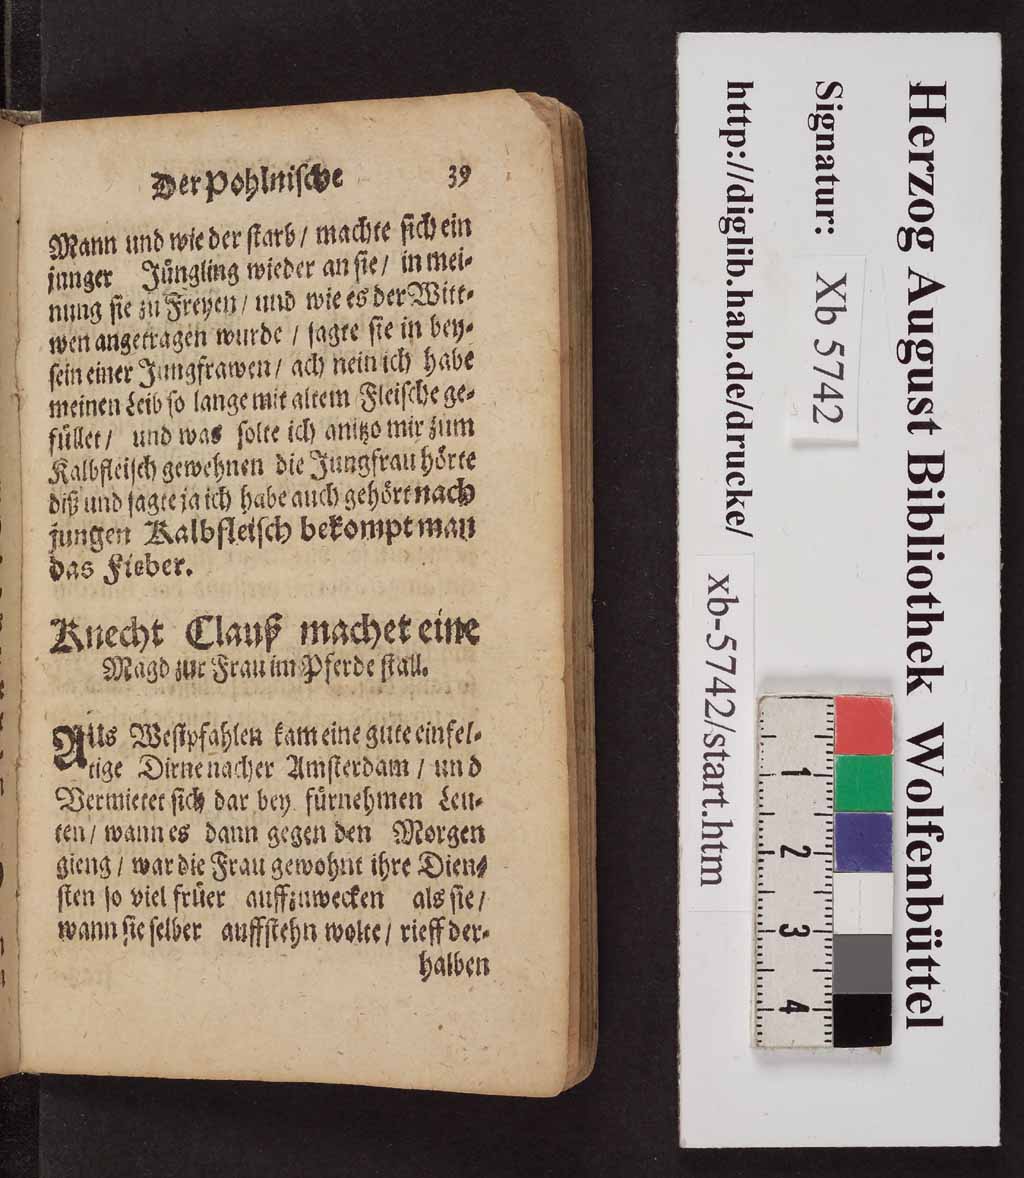 Der Pohlnische 39
Mann und wie der starb / machte sich ein
junger Jüngling wieder an sie / in mei-
nung sie zu Freyen / und wie es der Witt-
wen angetragen wurde / sagte sie in bey-
sein einer Jungfrawen / ach nein ich habe
meinen Leib so lange mit altem Fleische ge-
füllet / und was solte ich anitzo mir zum
Kalbfleisch gewehnen die Jungfrau hörte
diß und sagte ja ich habe auch gehört nach
jungen Kalbfleisch bekompt man
das Fieber.
Knecht Clauß machet eine
Magd zur Frau im Pferde stall.
Aus Westpfahlen kam eine gute einfel-
tige Dirne nacher Amsterdam / und
Vermietet sich dar bey fürnehmen Leu-
ten / wann es dann gegen den Morgen
gieng / war die Frau gewohnt ihre Dien-
sten so viel früer auffzuwecken als sie /
wann sie selber auffstehn wolte / rieff der-
halben
Herzog August Bibliothek Wolfenbüttel
Signatur: Xb 5742
http://diglib.hab.de/drucke/ xb-5742/start.htm
1 2 3 4